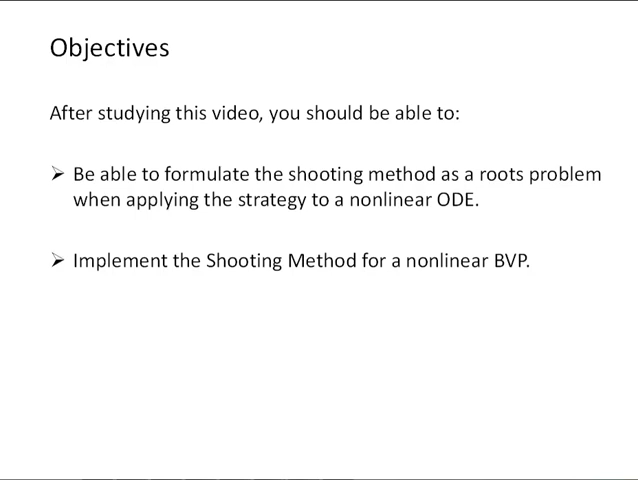 Objectives
After studying this video, you should be able to:
➢ Be able to formulate the shooting method as a roots problem
when applying the strategy to a nonlinear ODE.
➢ Implement the Shooting Method for a nonlinear BVP.